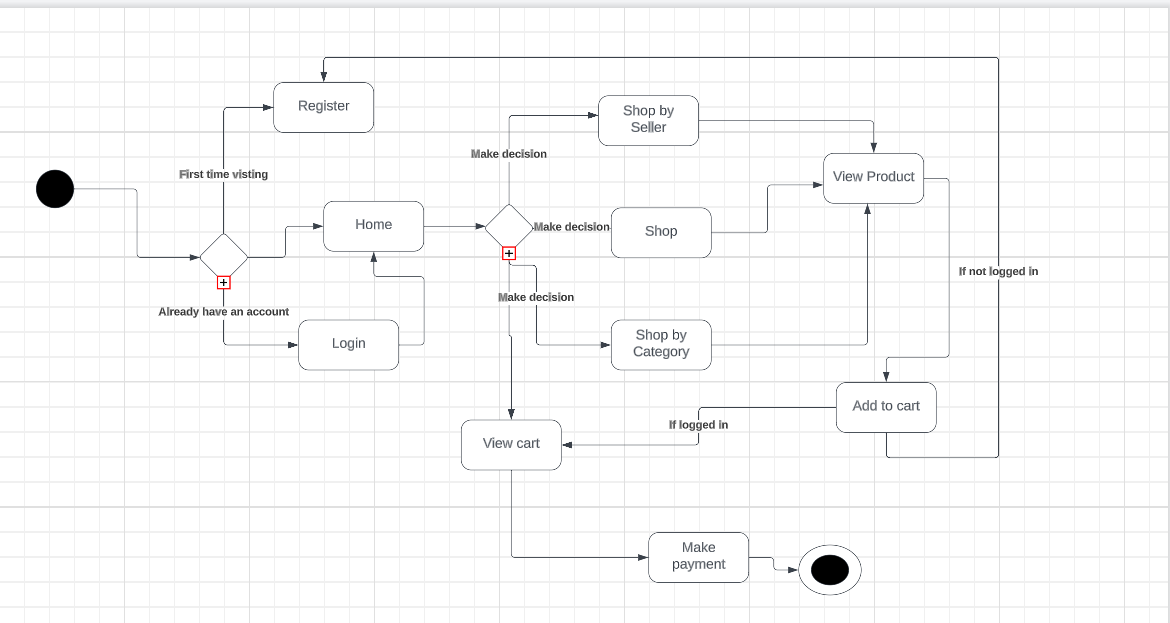 Register
Shop by
Seller
Make decision
First time visting
View Product
Home
Make decision
Shop
If not logged in
Make decision
Already have an account
Login
Shop by
Category
Add to cart
If logged in
View cart
Make
payment